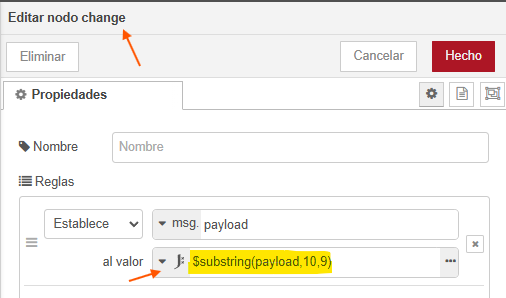 Editar nodo change
Eliminar
Cancelar
Hecho
Propiedades
Nombre
Nombre
Reglas
Establece
msg. payload
al valor
$substring(payload,10,9)